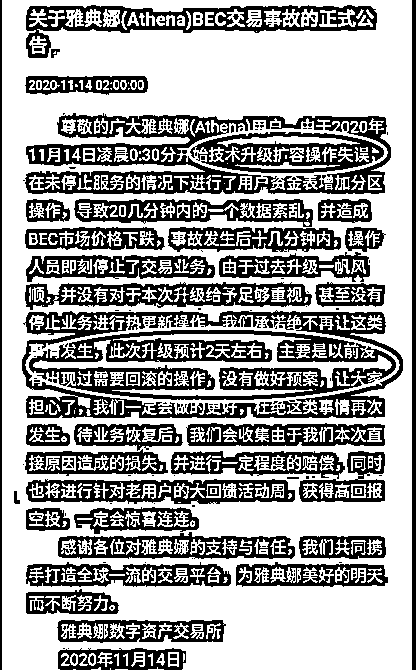 关于雅典娜(Athena)BEC交易事故的正式公
告。
2020-11-14 02:00:00
尊敬的广大雅典娜(Athena)用户，由于2020年
11月14日凌晨0:30分开始技术升级扩容操作失误，
在未停止服务的情况下进行了用户资金表增加分区
操作，导致20几分钟内的一个数据紊乱，并造成
BEC市场价格下跌，事故发生后十几分钟内，操作
人员即刻停止了交易业务，由于过去升级一帆风
顺，并没有对于本次升级给予足够重视，甚至没有
停止业务进行热更新操作，我们承诺绝不再让这类
事情发生，此次升级预计2天左右，主要是以前没
有出现过需要回滚的操作，没有做好预案，让大家
担心了，我们一定会做的更好，杜绝这类事情再次
发生。待业务恢复后，我们会收集由于我们本次直
接原因造成的损失，并进行一定程度的赔偿，同时
也将进行针对老用户的大回馈活动周，获得高回报
空投，一定会惊喜连连。
感谢各位对雅典娜的支持与信任，我们共同携
手打造全球一流的交易平台，为雅典娜美好的明天
而不断努力。
雅典娜数字资产交易所
2020年11月14日